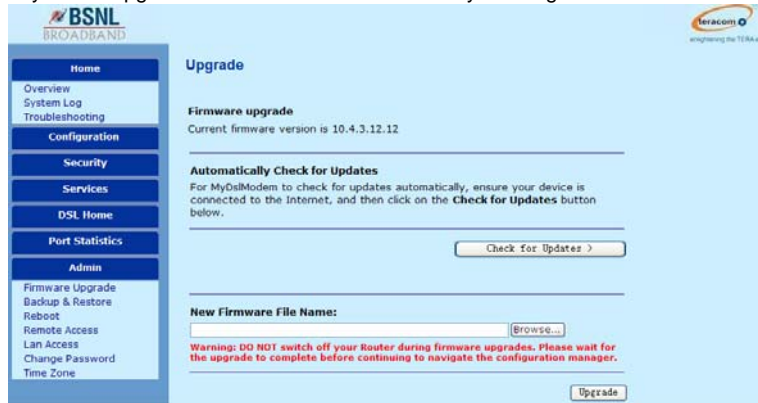 BSNL
BROADBAND
teracom
Home
Overview
System Log
Troubleshooting
Configuration
Security
Services
DSL Home
Port Statistics
Admin
Firmware Upgrade
Backup & Restore
Reboot
Remote Access
Lan Access
Change Password
Time Zone
Upgrade
Firmware upgrade
Current firmware version is 10.4.3.12.12
Automatically Check for Updates
For MyDslModem to check for updates automatically, ensure your device is
connected to the Internet, and then click on the Check for Updates button
below.
Check for Updates >
New Firmware File Name:
Browse...
Warning: DO NOT switch off your Router during firmware upgrades. Please wait for
the upgrade to complete before continuing to navigate the configuration manager.
Upgrade